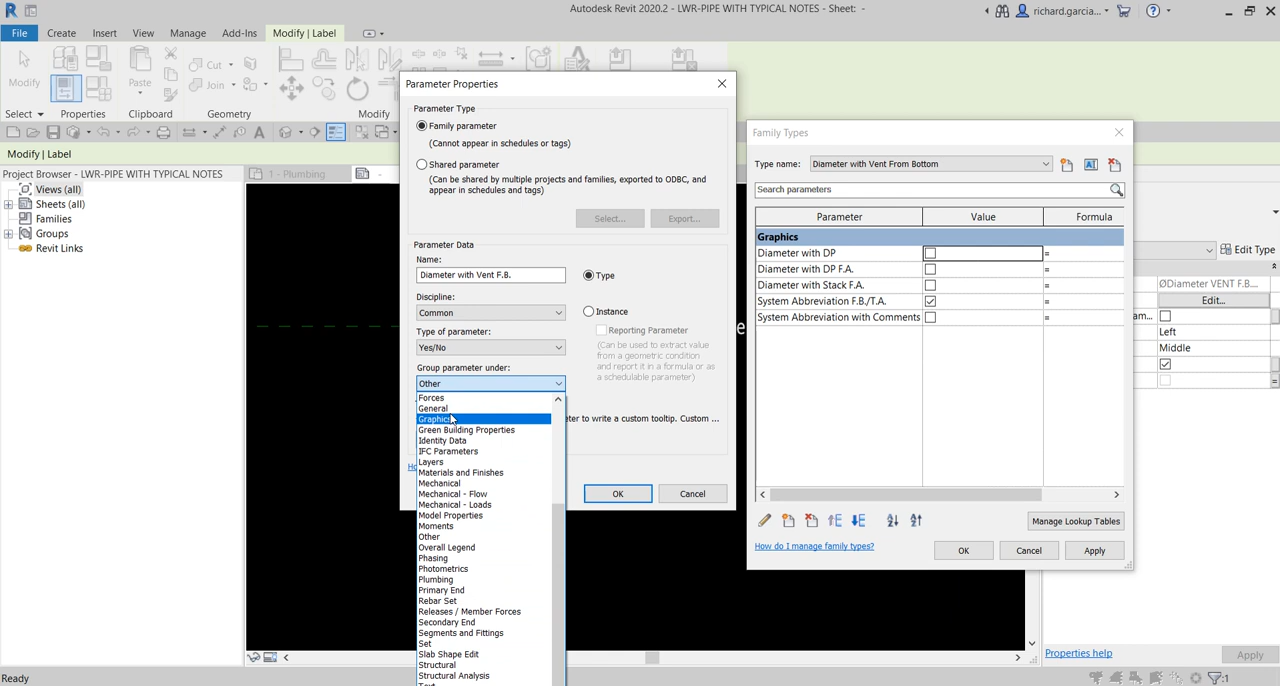 Autodesk Revit 2020.2 - LWR-PIPE WITH TYPICAL NOTES - Sheet: -
richard.garcia...
File Create Insert View Manage Add-Ins Modify | Label
Modify
Paste
Cut
Join
Select Properties Clipboard Geometry Modify
Modify | Label
Project Browser - LWR-PIPE WITH TYPICAL NOTES
Views (all)
Sheets (all)
Families
Groups
Revit Links
1 - Plumbing
Parameter Properties
Parameter Type
Family parameter
(Cannot appear in schedules or tags)
Shared parameter
(Can be shared by multiple projects and families, exported to ODBC, and
appear in schedules and tags)
Select... Export...
Parameter Data
Name:
Diameter with Vent F.B.
Type
Discipline:
Common
Instance
Type of parameter:
Reporting Parameter
Yes/No
(Can be used to extract value
from a geometric condition
and report it in a formula or as
a schedulable parameter)
Group parameter under:
Other
Forces
General
Graphics
Green Building Properties
Identity Data
IFC Parameters
Layers
Materials and Finishes
Mechanical
Mechanical - Flow
Mechanical - Loads
Model Properties
Moments
Other
Overall Legend
Phasing
Photometrics
Plumbing
Primary End
Rebar Set
Releases / Member Forces
Secondary End
Segments and Fittings
Set
Slab Shape Edit
Structural
Structural Analysis
Text
to write a custom tooltip. Custom ...
OK Cancel
Family Types
Type name: Diameter with Vent From Bottom
Search parameters
Parameter Value Formula
Graphics
Diameter with DP =
Diameter with DP F.A. =
Diameter with Stack F.A. =
System Abbreviation F.B./T.A. =
System Abbreviation with Comments =
Manage Lookup Tables
How do I manage family types?
OK Cancel Apply
Edit Type
ØDiameter VENT F.B....
Edit...
am...
Left
Middle
=
Properties help
Apply
Ready
:1